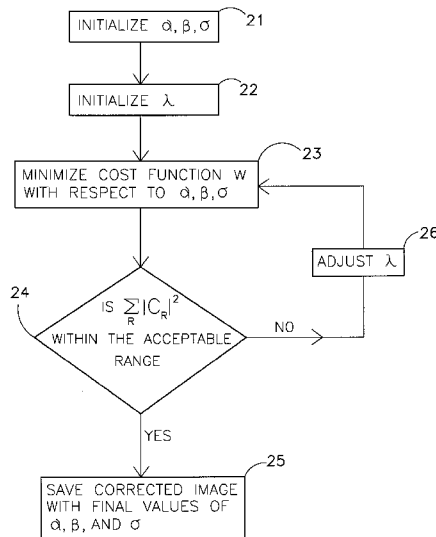 INITIALIZE α, β, σ
21
INITIALIZE λ
22
MINIMIZE COST FUNCTION W
WITH RESPECT TO α, β, σ
23
ADJUST λ
26
24
IS ∑R |CR|²
WITHIN THE ACCEPTABLE
RANGE
NO
YES
SAVE CORRECTED IMAGE
WITH FINAL VALUES OF
α, β, AND σ
25